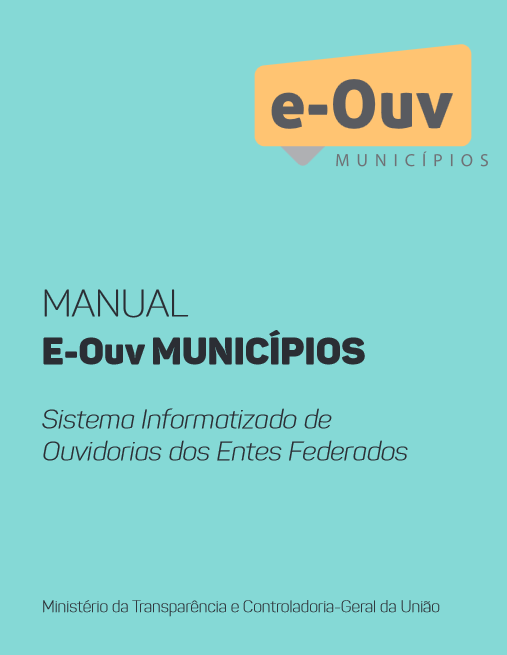 e-Ouv
MUNICÍPIOS
MANUAL
E-Ouv MUNICÍPIOS
Sistema Informatizado de
Ouvidorias dos Entes Federados
Ministério da Transparência e Controladoria-Geral da União